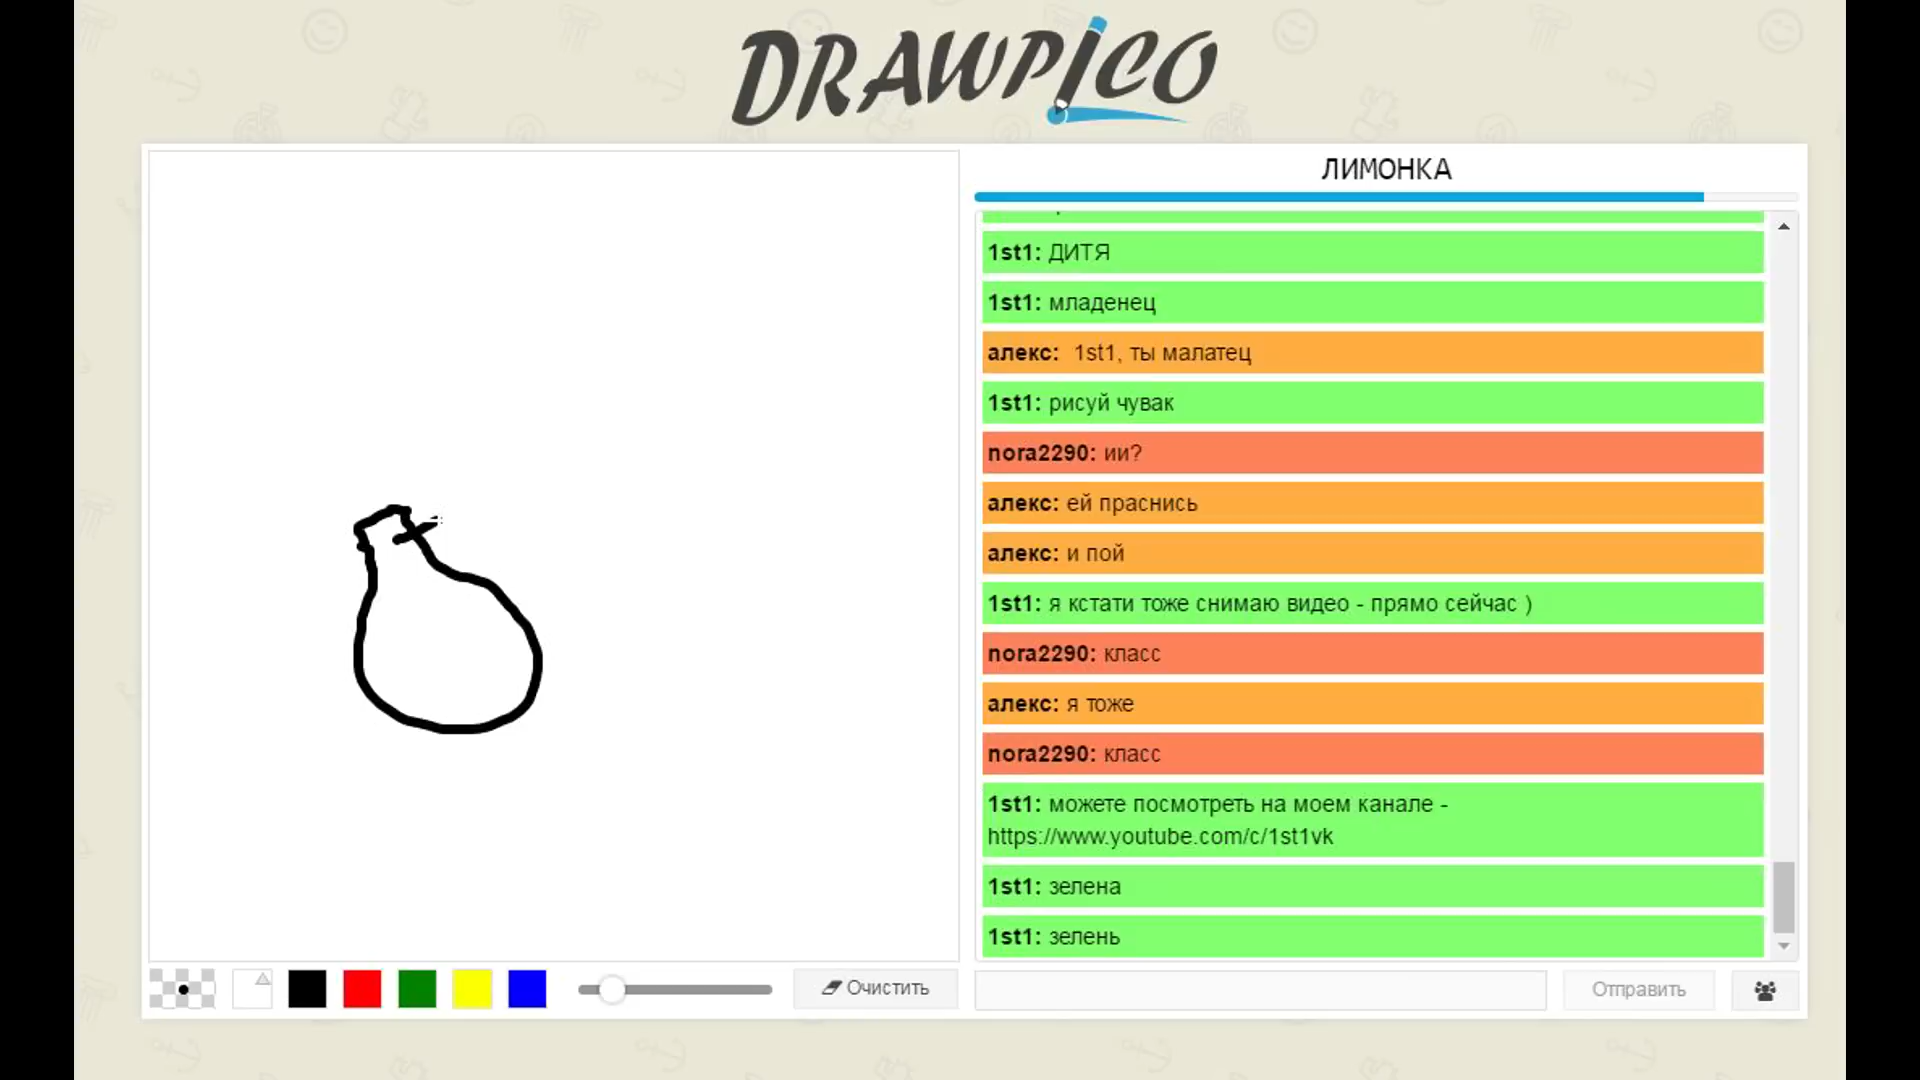 DRAWPICO
ЛИМОНКА
1st1: ДИТЯ
1st1: младенец
алекс: 1st1, ты малатец
1st1: рисуй чувак
nora2290: ии?
алекс: ей праснись
алекс: и пой
1st1: я кстати тоже снимаю видео - прямо сейчас )
nora2290: класс
алекс: я тоже
nora2290: класс
1st1: можете посмотреть на моем канале -
https://www.youtube.com/c/1st1vk
1st1: зелена
1st1: зелень
Очистить
Отправить